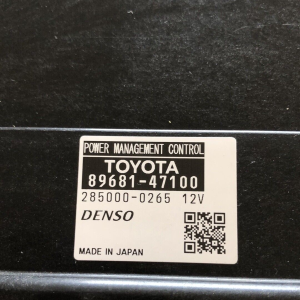 POWER MANAGEMENT CONTROL
TOYOTA
89681-47100
285000-0265 12V
DENSO
MADE IN JAPAN